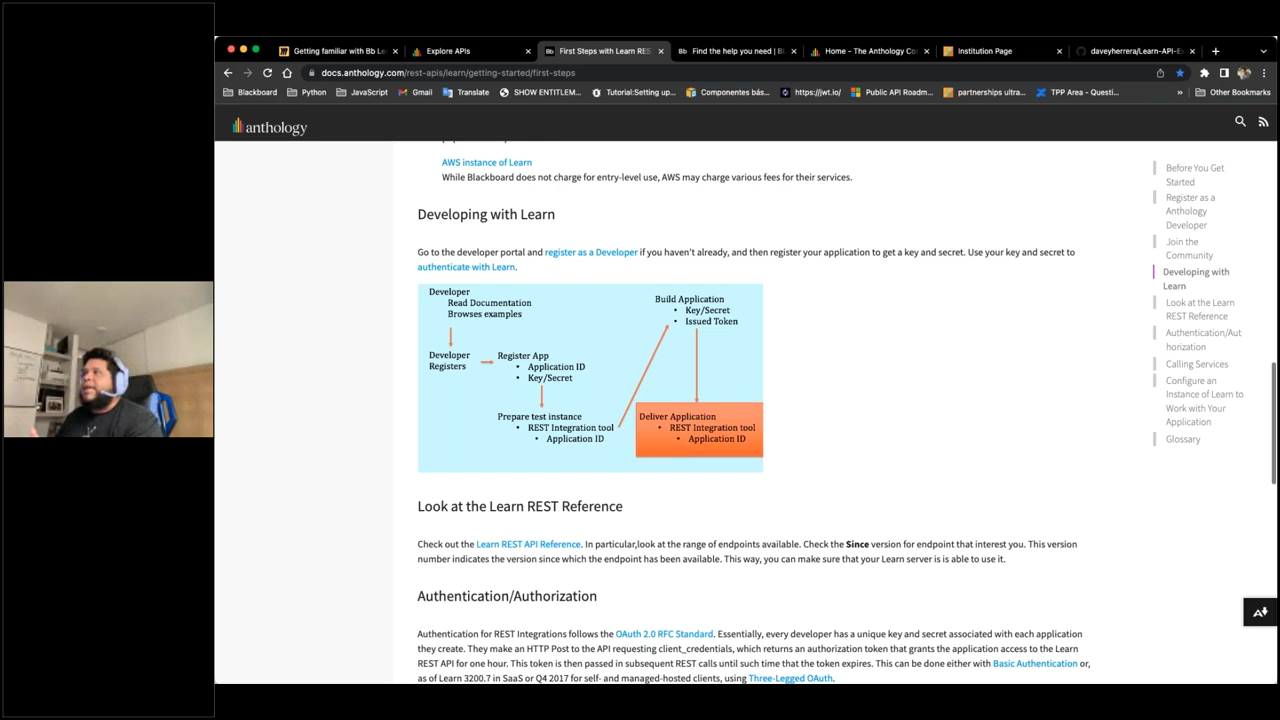 Getting familiar with Bb Le
Explore APIs
First Steps with Learn RES
Find the help you need | B
Home - The Anthology Co
Institution Page
daveyherrera/Learn-API-E
docs.anthology.com/rest-apis/learn/getting-started/first-steps
Blackboard
Python
JavaScript
Gmail
Translate
SHOW ENTITLEM...
Tutorial:Setting up...
Componentes bás...
https://jwt.io/
Public API Roadm...
partnerships ultra...
TPP Area - Questi...
»
Other Bookmarks
anthology
AWS instance of Learn
While Blackboard does not charge for entry-level use, AWS may charge various fees for their services.
Developing with Learn
Go to the developer portal and register as a Developer if you haven't already, and then register your application to get a key and secret. Use your key and secret to
authenticate with Learn.
Developer
Read Documentation
Browses examples
Developer
Registers
Register App
• Application ID
• Key/Secret
Prepare test instance
• REST Integration tool
• Application ID
Build Application
• Key/Secret
• Issued Token
Deliver Application
• REST Integration tool
• Application ID
Look at the Learn REST Reference
Check out the Learn REST API Reference. In particular,look at the range of endpoints available. Check the Since version for endpoint that interest you. This version
number indicates the version since which the endpoint has been available. This way, you can make sure that your Learn server is is able to use it.
Authentication/Authorization
Authentication for REST Integrations follows the OAuth 2.0 RFC Standard. Essentially, every developer has a unique key and secret associated with each application
they create. They make an HTTP Post to the API requesting client_credentials, which returns an authorization token that grants the application access to the Learn
REST API for one hour. This token is then passed in subsequent REST calls until such time that the token expires. This can be done either with Basic Authentication or,
as of Learn 3200.7 in SaaS or Q4 2017 for self- and managed-hosted clients, using Three-Legged OAuth.
Before You Get
Started
Register as a
Anthology
Developer
Join the
Community
Developing with
Learn
Look at the Learn
REST Reference
Authentication/Aut
horization
Calling Services
Configure an
Instance of Learn to
Work with Your
Application
Glossary